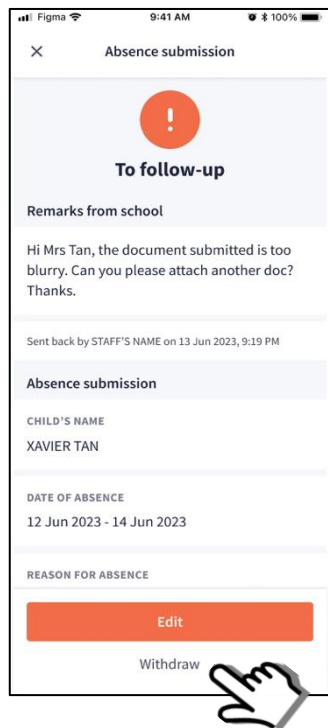 Figma 9:41 AM 100%
Absence submission
!
To follow-up
Remarks from school
Hi Mrs Tan, the document submitted is too
blurry. Can you please attach another doc?
Thanks.
Sent back by STAFF'S NAME on 13 Jun 2023, 9:19 PM
Absence submission
CHILD'S NAME
XAVIER TAN
DATE OF ABSENCE
12 Jun 2023 - 14 Jun 2023
REASON FOR ABSENCE
Edit
Withdraw